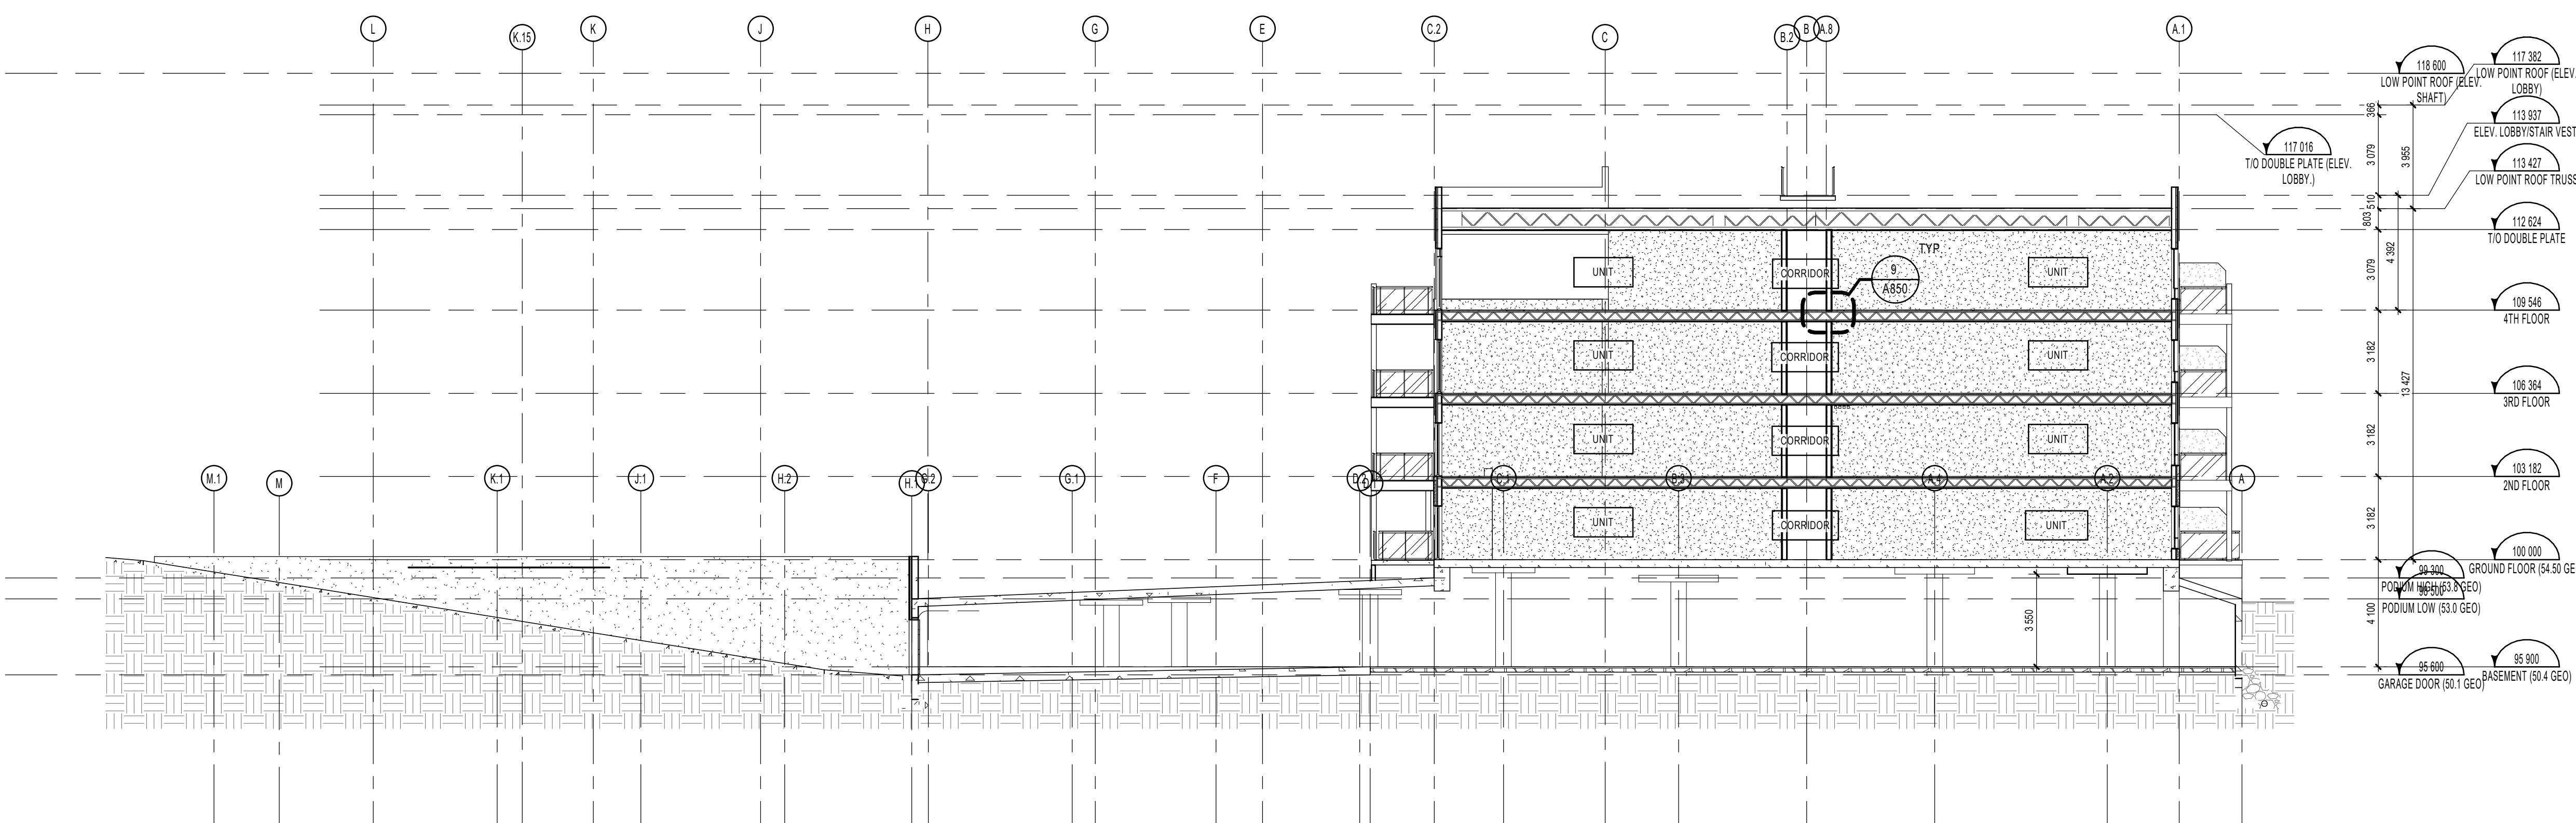 L
K.15
K
J
H
G
E
C.2
C
B.2
B
A.8
A.1
118 600
LOW POINT ROOF (ELEV.
SHAFT)
117 382
LOW POINT ROOF (ELEV.
LOBBY)
113 937
ELEV. LOBBY/STAIR VEST
117 016
T/O DOUBLE PLATE (ELEV.
LOBBY.)
113 427
LOW POINT ROOF TRUSS
112 624
T/O DOUBLE PLATE
109 546
4TH FLOOR
106 364
3RD FLOOR
103 182
2ND FLOOR
100 000
GROUND FLOOR (54.50 GE
99 300
PODIUM HIGH (53.8 GEO)
PODIUM LOW (53.0 GEO)
95 900
BASEMENT (50.4 GEO)
95 600
GARAGE DOOR (50.1 GEO)
366
3 079
3 955
510
803
4 392
3 079
3 182
13 427
3 182
3 182
4 100
3 550
TYP.
9
A850
UNIT
CORRIDOR
UNIT
UNIT
CORRIDOR
UNIT
UNIT
CORRIDOR
UNIT
UNIT
CORRIDOR
UNIT
M.1
M
K.1
J.1
H.2
H.1
G.2
G.1
F
D.2
D.1
C.1
B.3
A.4
A.2
A